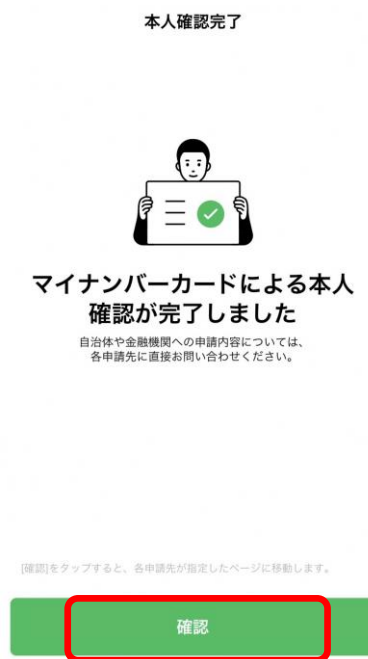 本人確認完了
マイナンバーカードによる本人
確認が完了しました
自治体や金融機関への申請内容については、
各申請先に直接お問い合わせください。
[確認]をタップすると、各申請先が指定したページに移動します。
確認